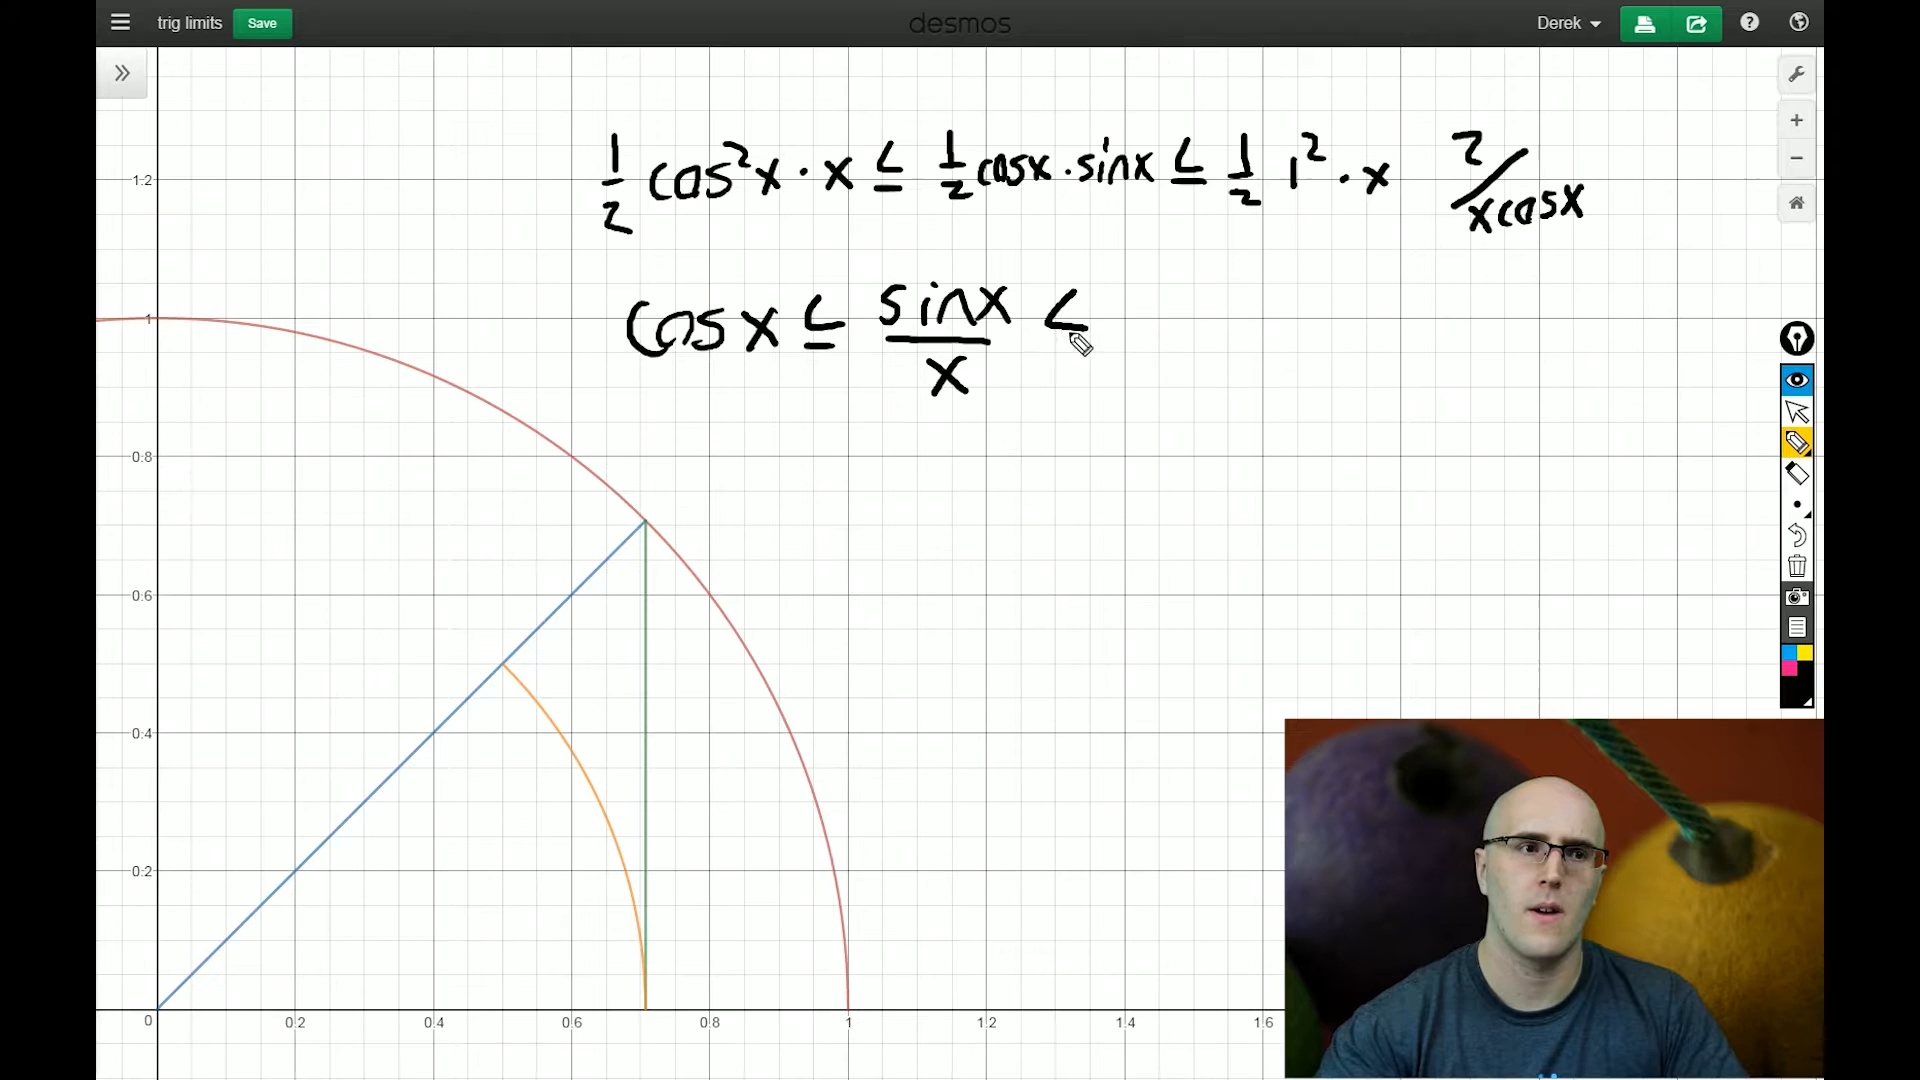 trig limits Save desmos Derek ?
1/2 cos²x · x ≤ 1/2 cosx · sinx ≤ 1/2 1² · x 2/xcosx
cosx ≤ sinx/x ≤
1.2
1
0.8
0.6
0.4
0.2
0 0.2 0.4 0.6 0.8 1 1.2 1.4 1.6